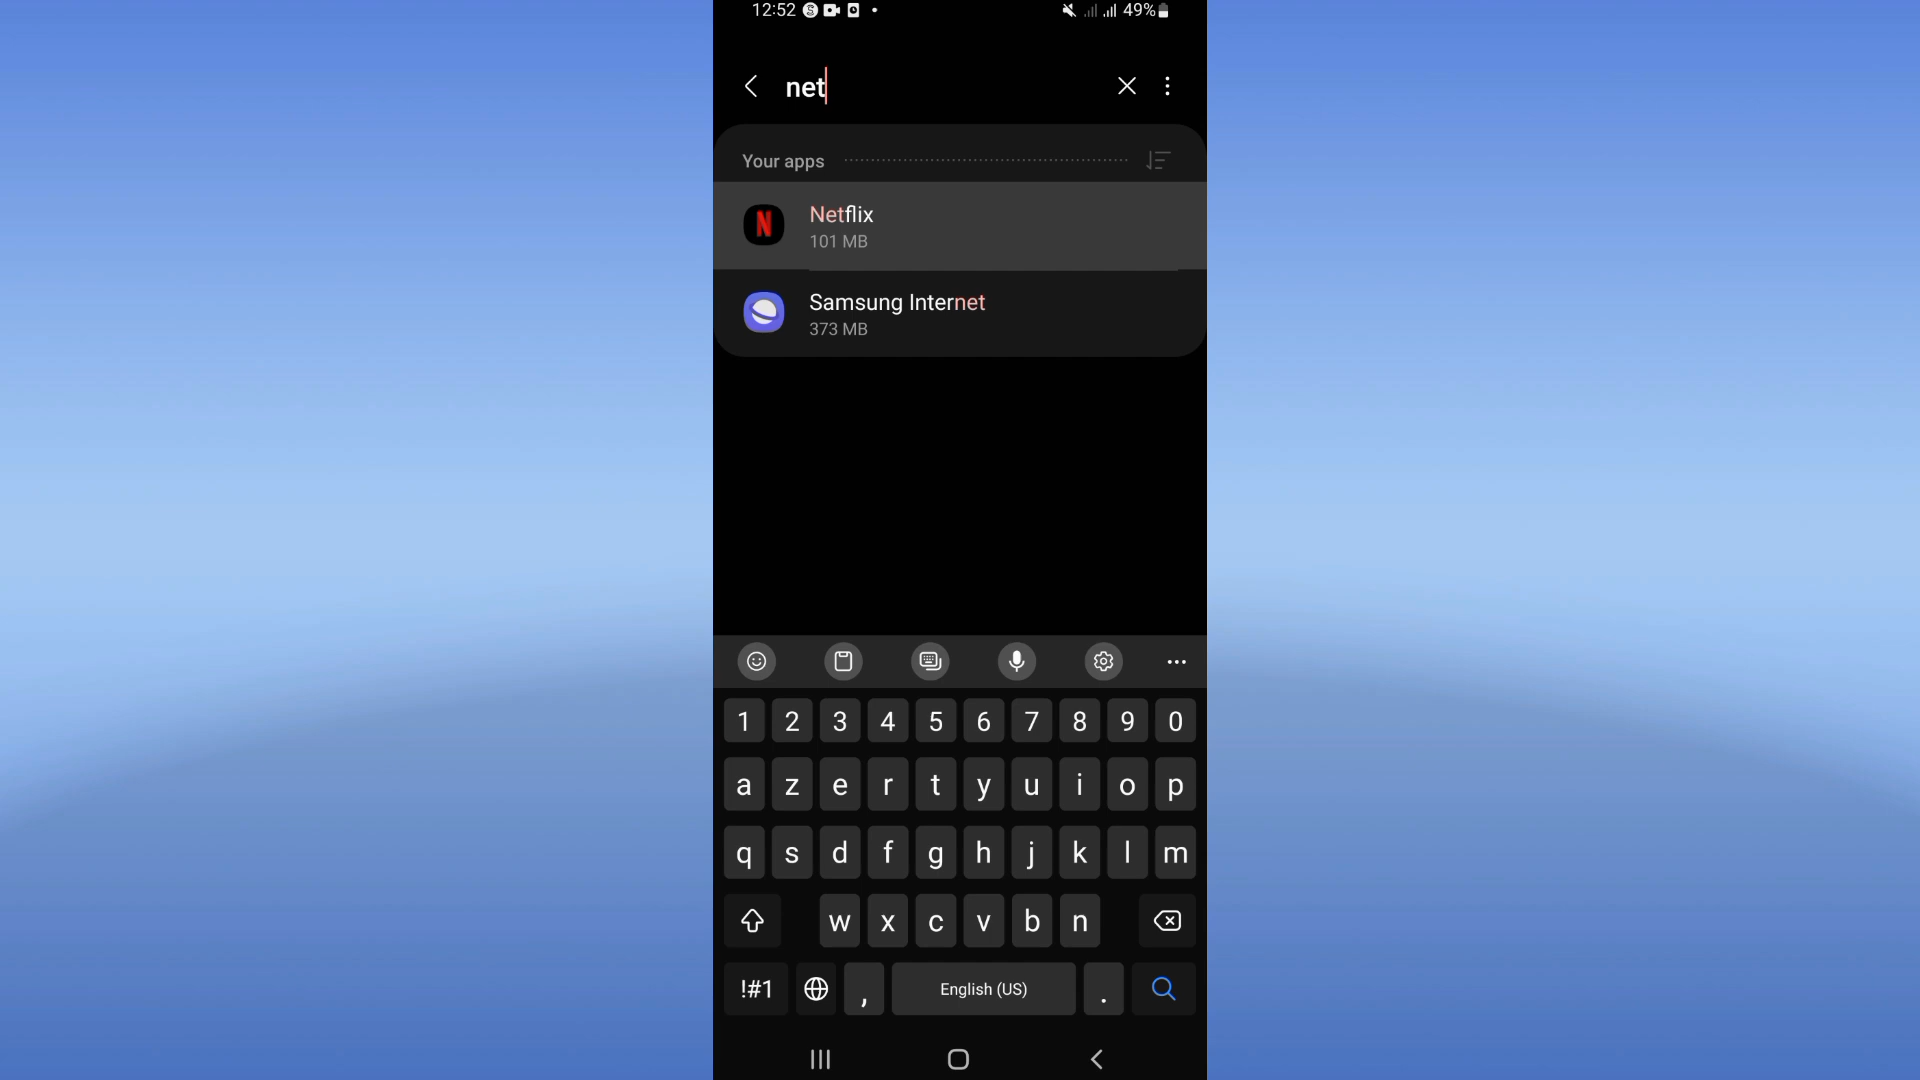 12:52 49%
net
Your apps
Netflix
101 MB
Samsung Internet
373 MB
1 2 3 4 5 6 7 8 9 0
a z e r t y u i o p
q s d f g h j k l m
w x c v b n
!#1 , English (US) .